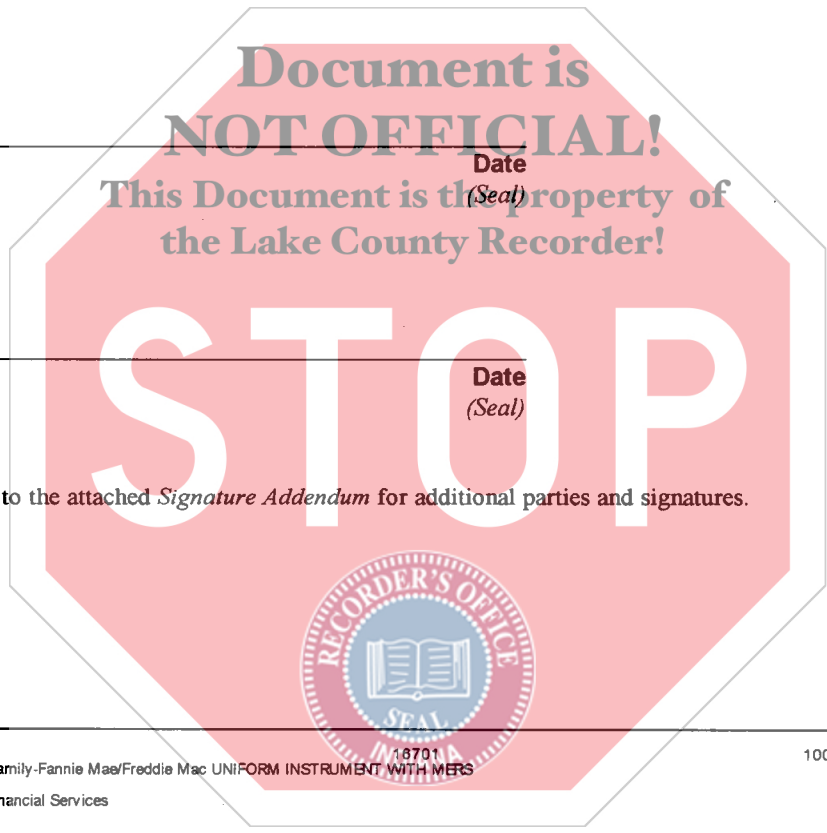 Document is
NOT OFFICIAL!
Date
This Document is the property of
(Seal)
the Lake County Recorder!
STOP
Date
(Seal)
to the attached Signature Addendum for additional parties and signatures.
RECORDER'S OFFICE
SEAL
INDIANA
16701
100
amily-Fannie Mae/Freddie Mac UNIFORM INSTRUMENT WITH MERS
nancial Services